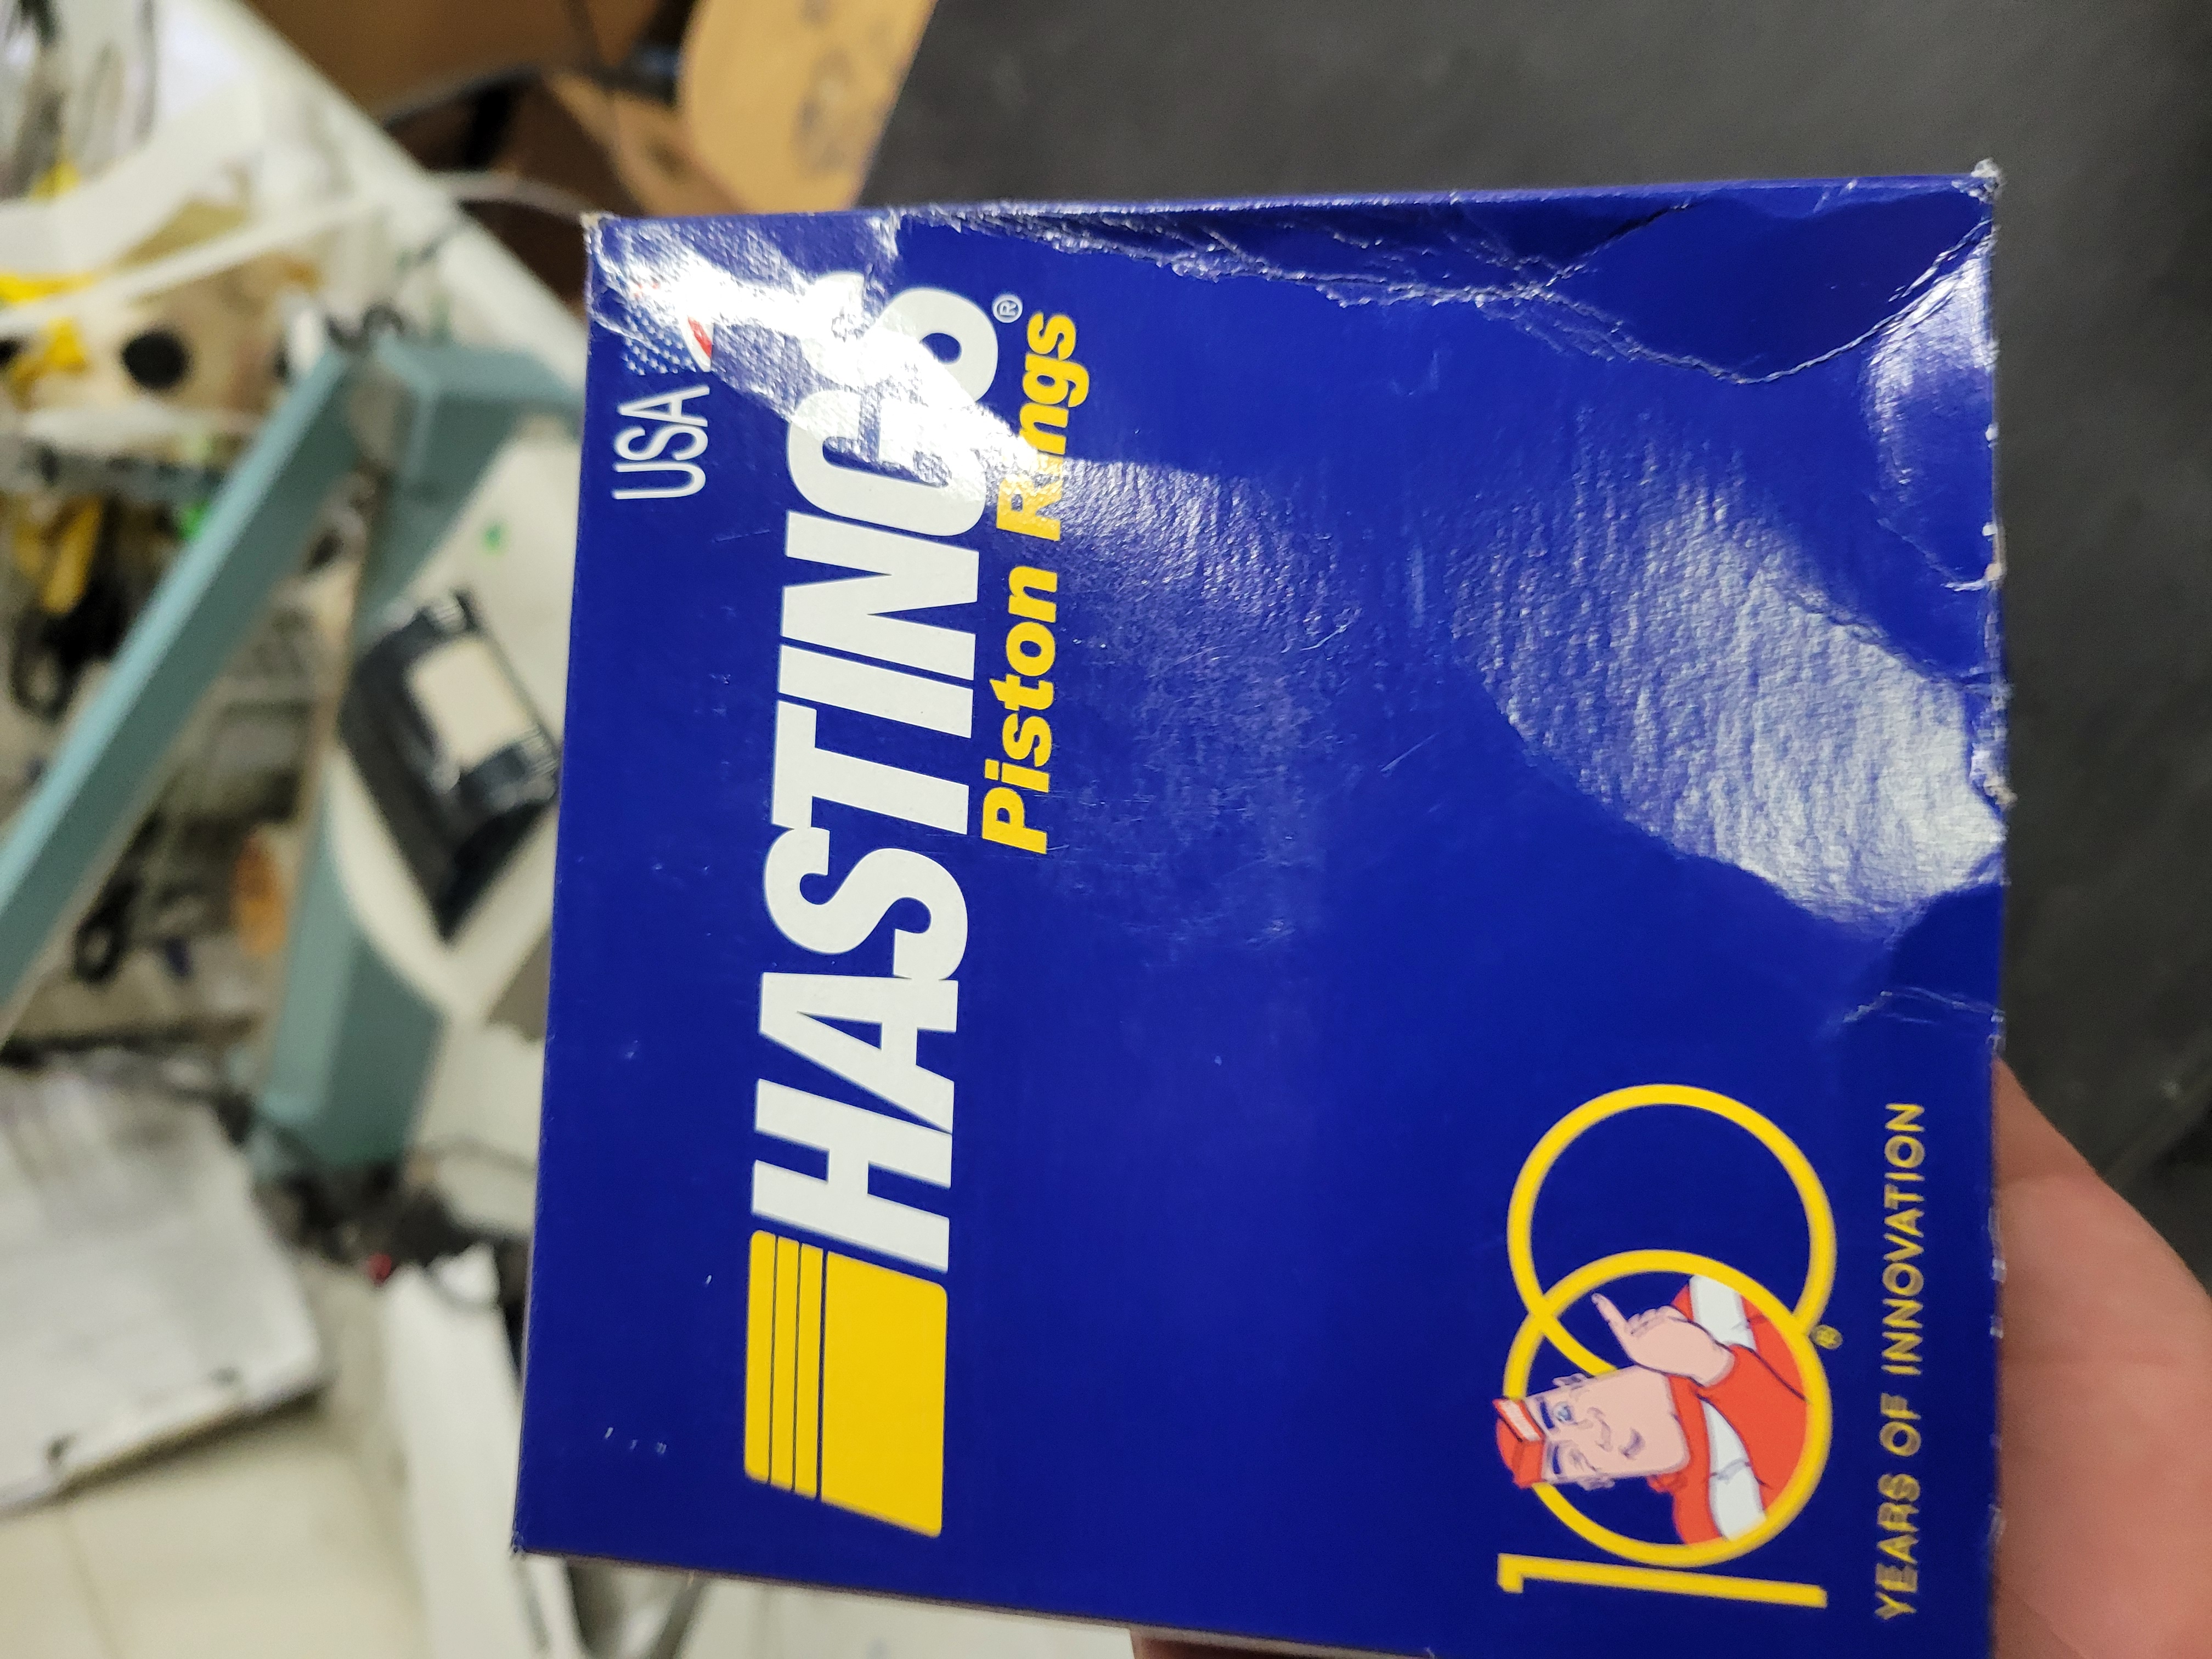 USA
HASTINGS®
Piston Rings
100®
YEARS OF INNOVATION